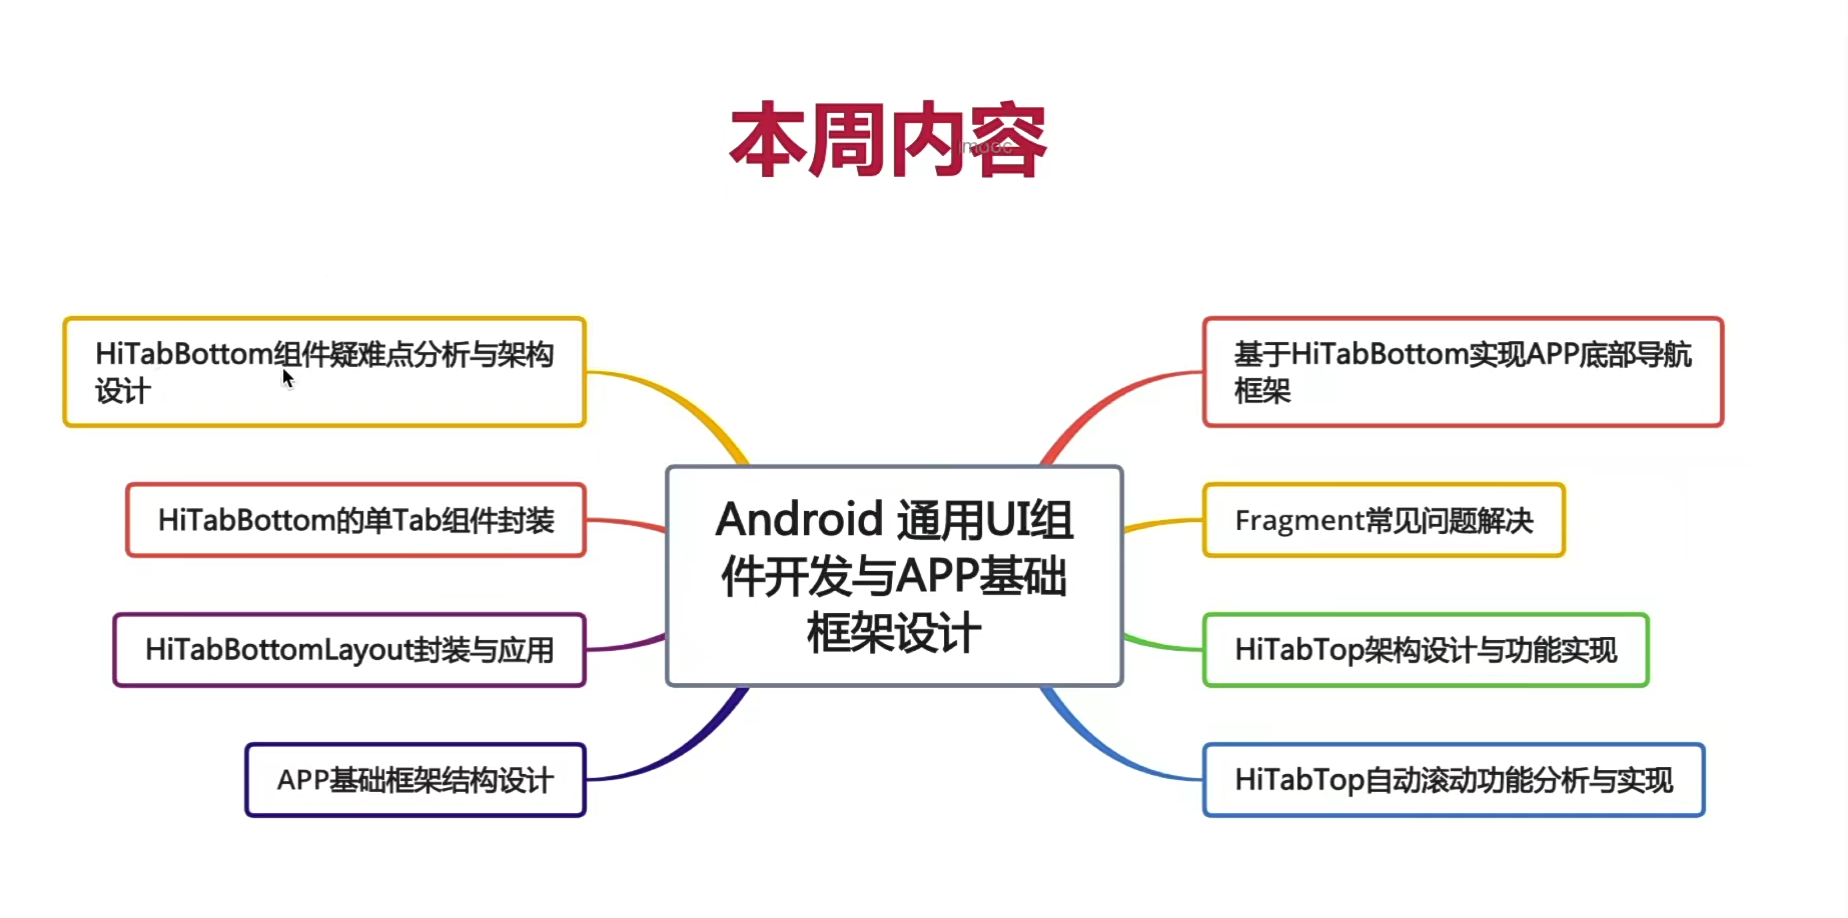 本周内容
imooc
HiTabBottom组件疑难点分析与架构
设计
HiTabBottom的单Tab组件封装
HiTabBottomLayout封装与应用
APP基础框架结构设计
Android 通用UI组
件开发与APP基础
框架设计
基于HiTabBottom实现APP底部导航
框架
Fragment常见问题解决
HiTabTop架构设计与功能实现
HiTabTop自动滚动功能分析与实现